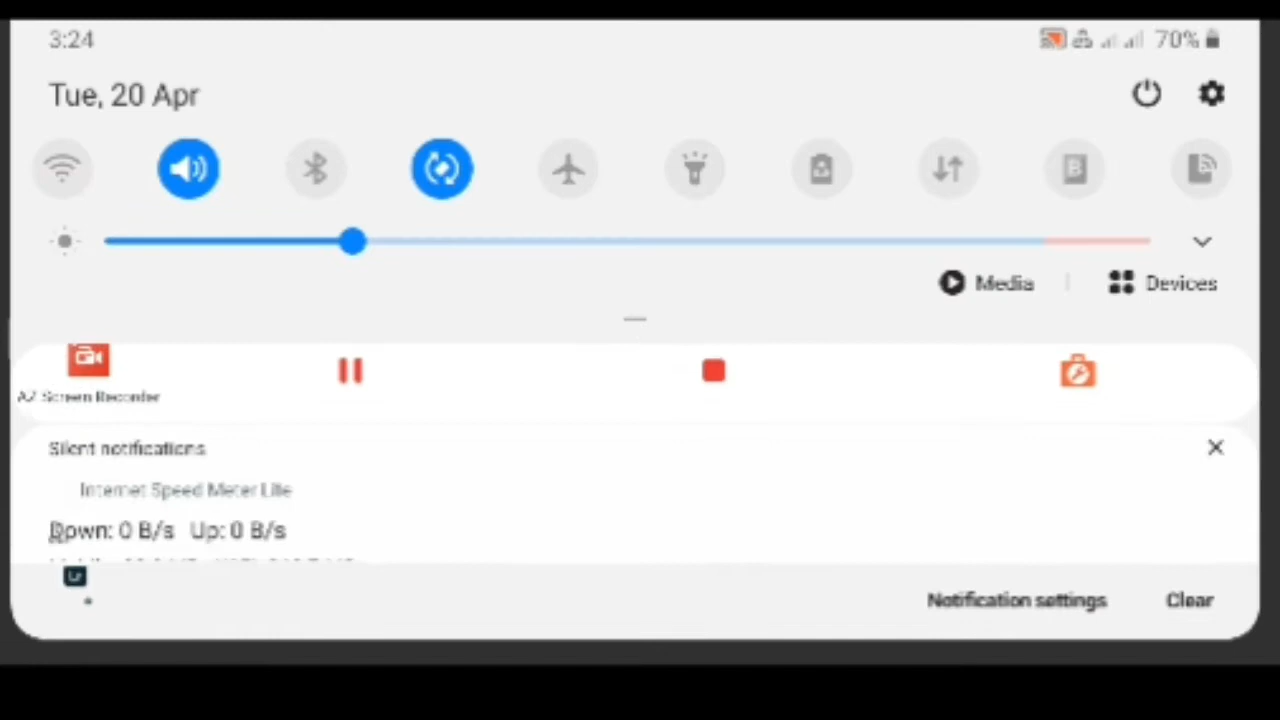 3:24
70%
Tue, 20 Apr
B
Media
Devices
AZ Screen Recorder
Silent notifications
Internet Speed Meter Lite
Down: 0 B/s Up: 0 B/s
Lr
Notification settings
Clear